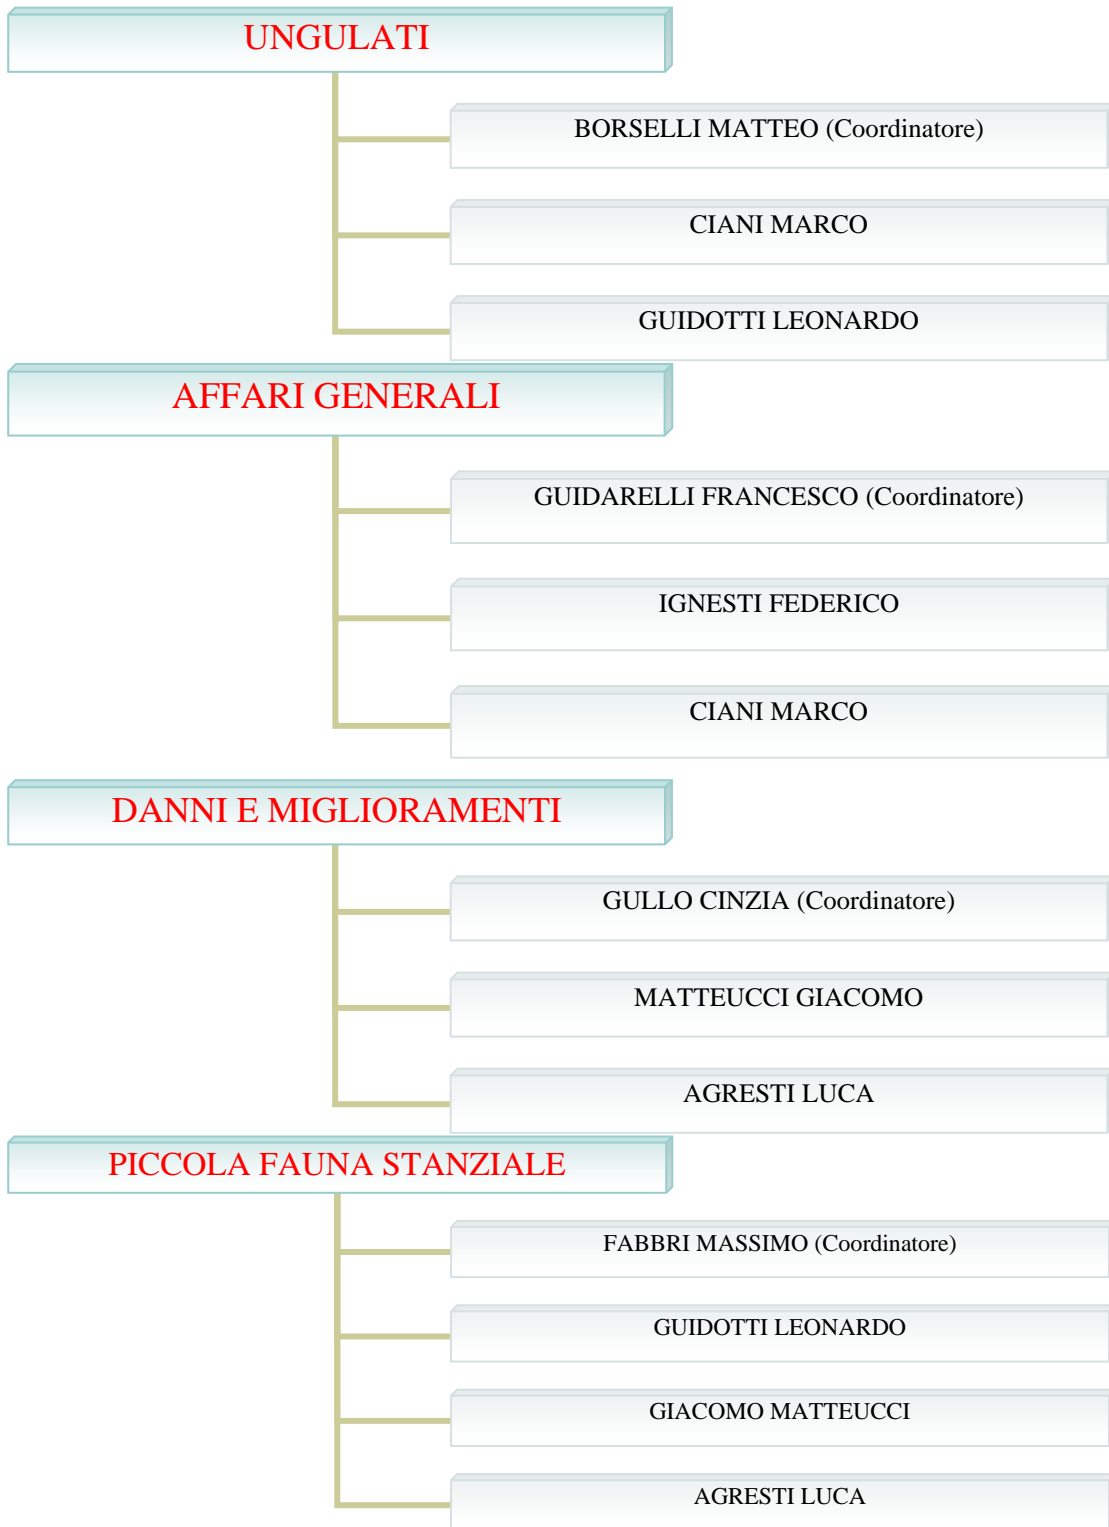 UNGULATI
BORSELLI MATTEO (Coordinatore)
CIANI MARCO
GUIDOTTI LEONARDO
AFFARI GENERALI
GUIDARELLI FRANCESCO (Coordinatore)
IGNESTI FEDERICO
CIANI MARCO
DANNI E MIGLIORAMENTI
GULLO CINZIA (Coordinatore)
MATTEUCCI GIACOMO
AGRESTI LUCA
PICCOLA FAUNA STANZIALE
FABBRI MASSIMO (Coordinatore)
GUIDOTTI LEONARDO
GIACOMO MATTEUCCI
AGRESTI LUCA